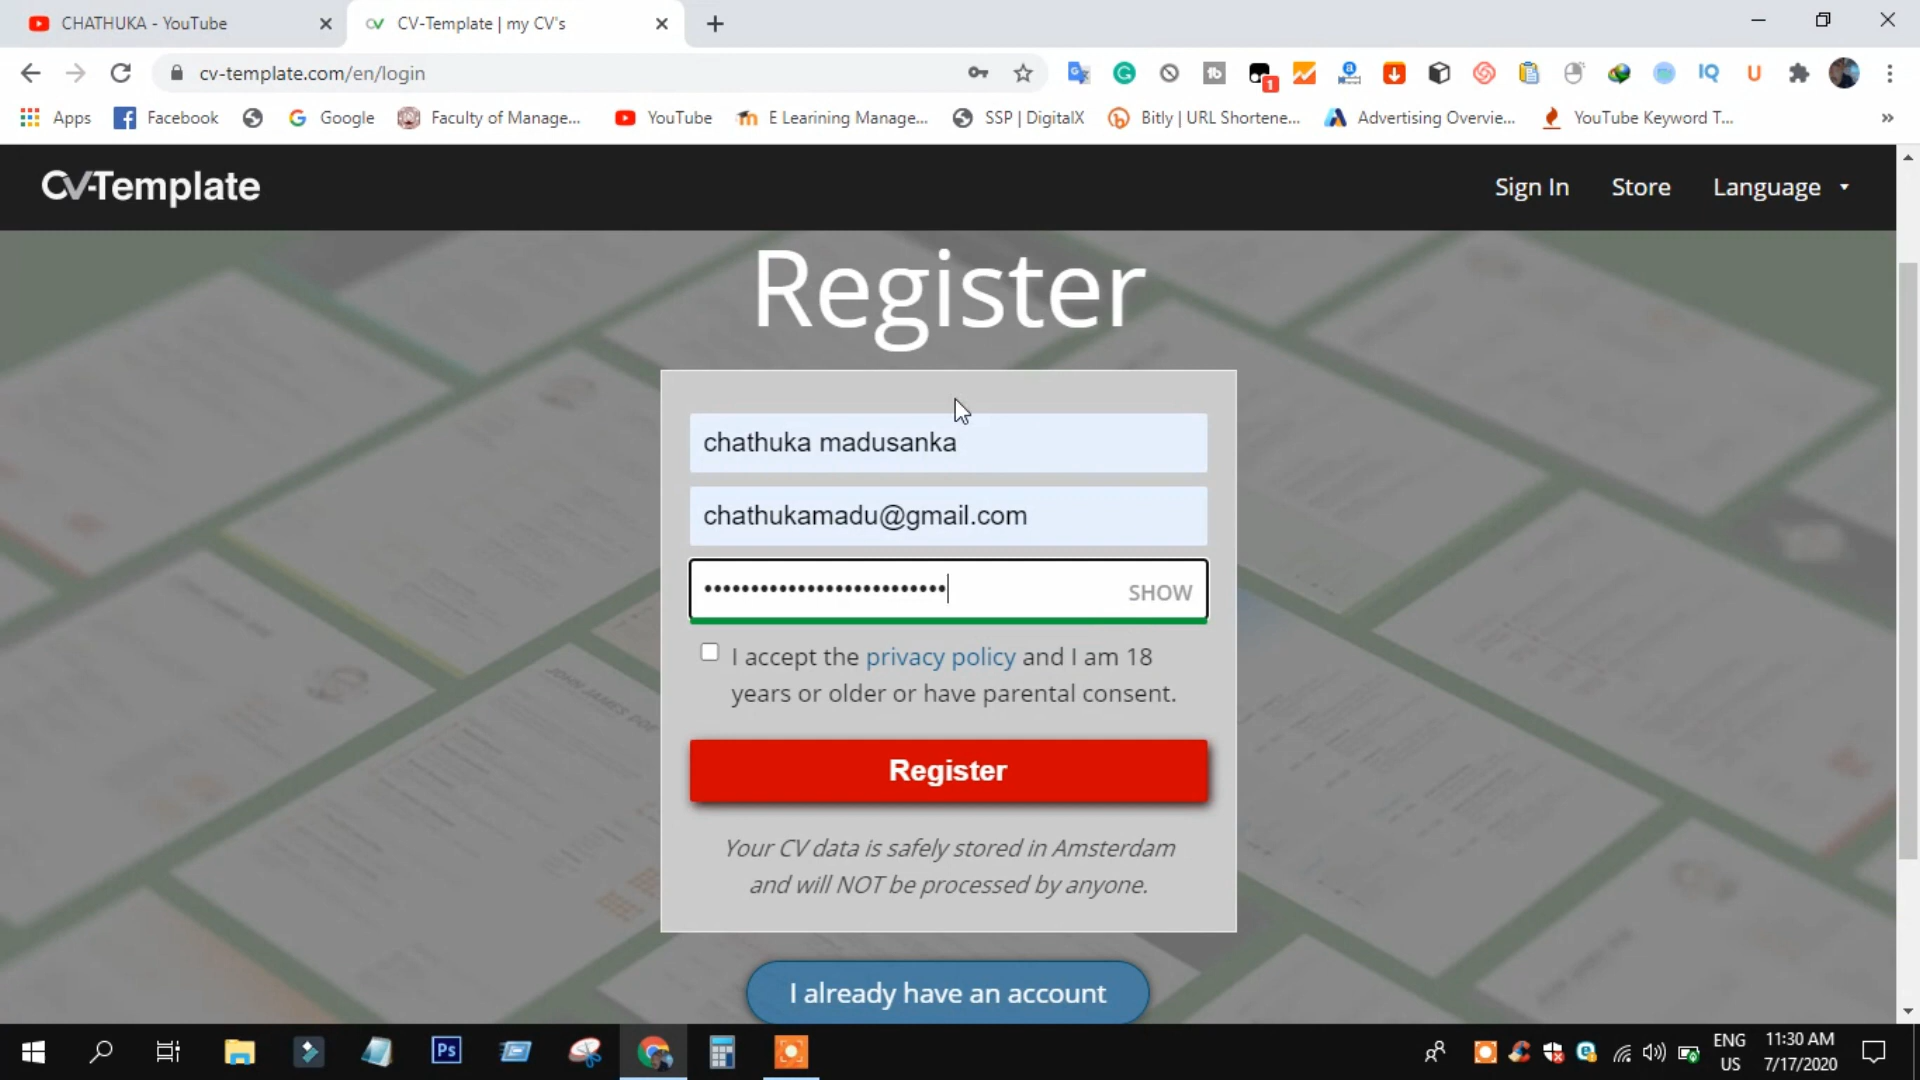 CHATHUKA - YouTube
CV-Template | my CV's
cv-template.com/en/login
Apps
Facebook
Google
Faculty of Manage...
YouTube
E Learining Manage...
SSP | DigitalX
Bitly | URL Shortene...
Advertising Overvie...
YouTube Keyword T...
CV-Template
Sign In
Store
Language
Register
chathuka madusanka
chathukamadu@gmail.com
••••••••••••••••••••••••••
SHOW
I accept the privacy policy and I am 18
years or older or have parental consent.
Register
Your CV data is safely stored in Amsterdam
and will NOT be processed by anyone.
I already have an account
JOHN JAMES
Ps
ENG
US
11:30 AM
7/17/2020